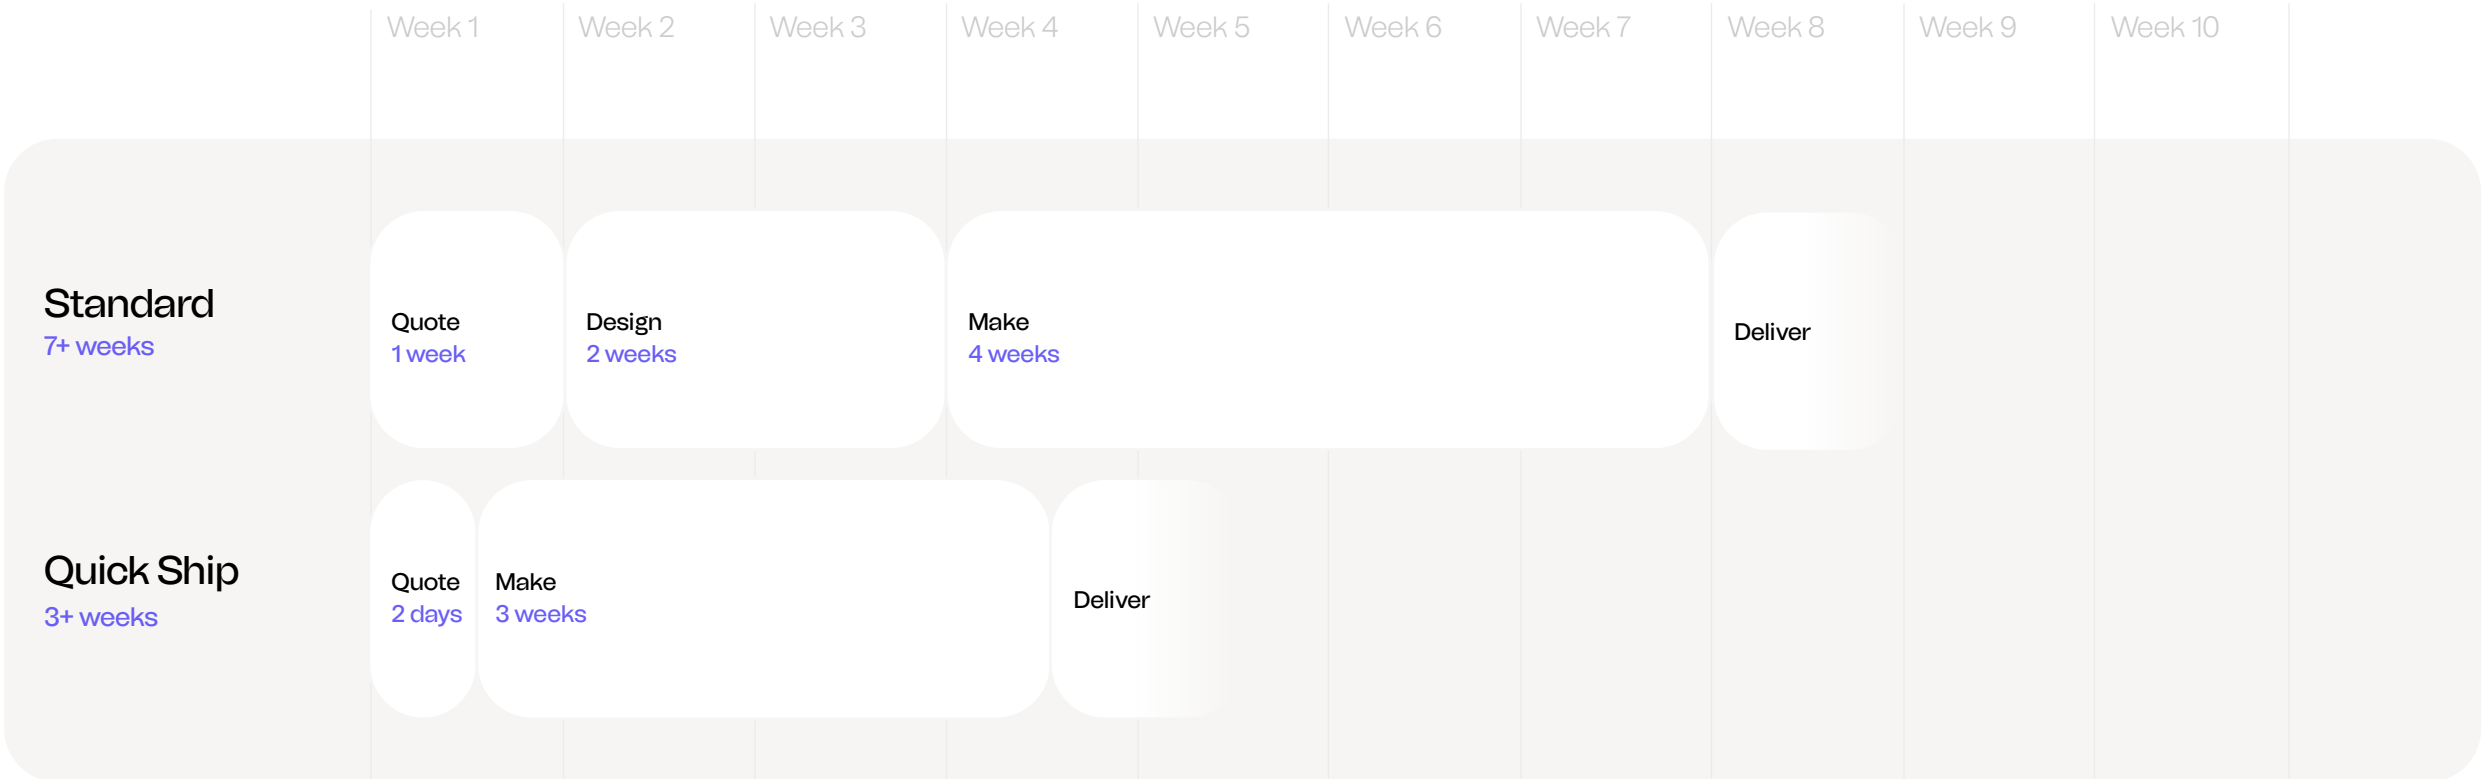 Week 1
Week 2
Week 3
Week 4
Week 5
Week 6
Week 7
Week 8
Week 9
Week 10
Standard
7+ weeks
Quote
1 week
Design
2 weeks
Make
4 weeks
Deliver
Quick Ship
3+ weeks
Quote
2 days
Make
3 weeks
Deliver